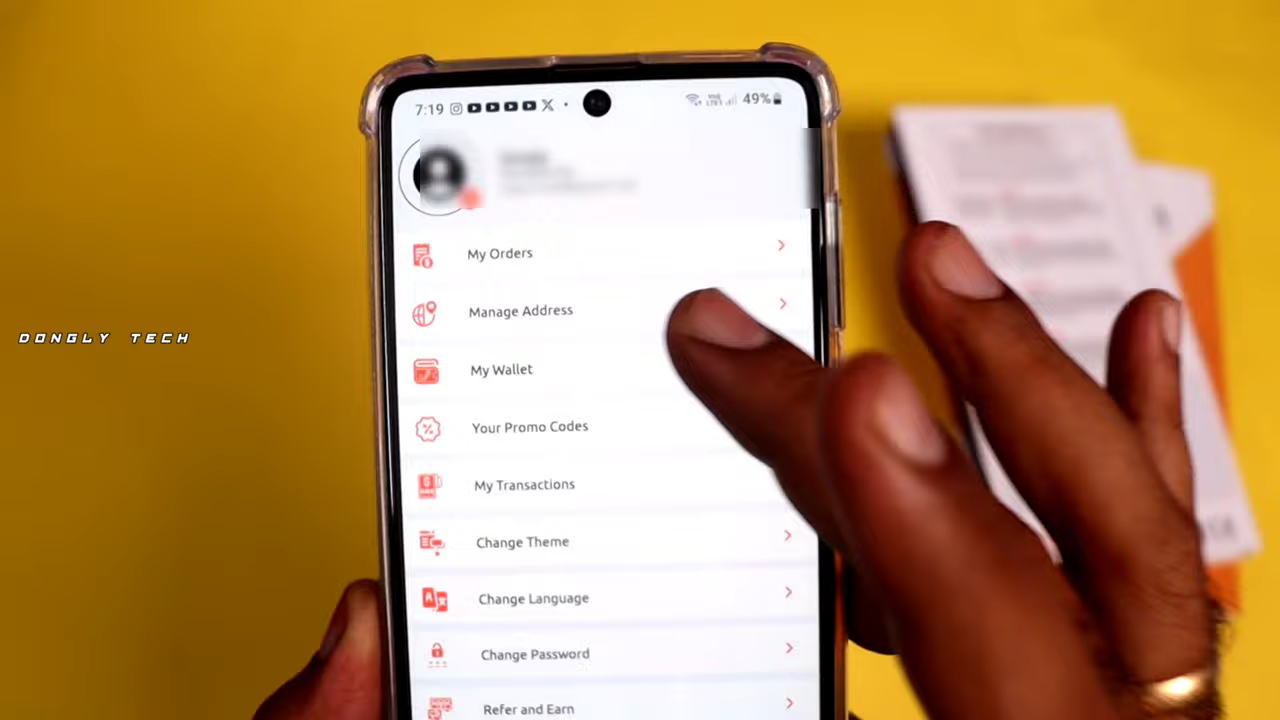 7:19
49%
My Orders
Manage Address
My Wallet
Your Promo Codes
My Transactions
Change Theme
Change Language
Change Password
Refer and Earn
DONGLY TECH